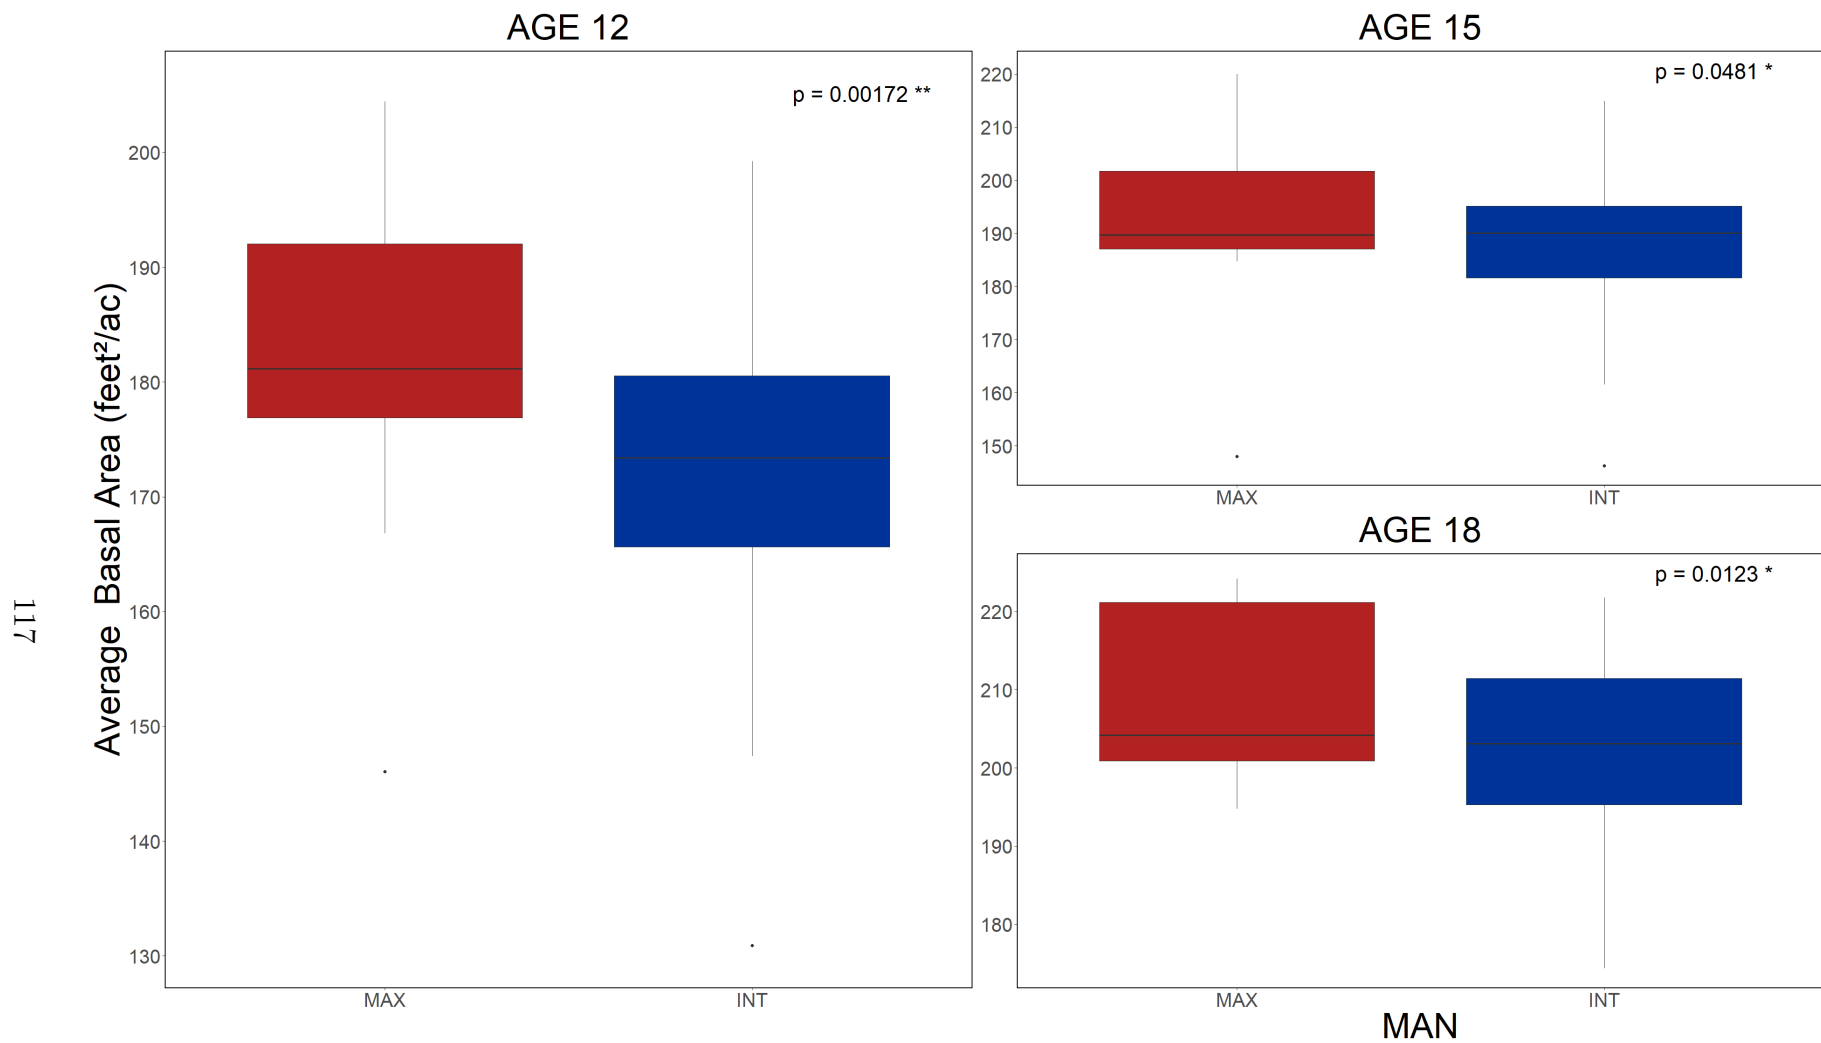 AGE 12
p = 0.00172 **
200
190
180
170
160
150
140
130
MAX INT
Average  Basal Area (feet²/ac)
AGE 15
p = 0.0481 *
220
210
200
190
180
170
160
150
MAX INT
AGE 18
p = 0.0123 *
220
210
200
190
180
MAX INT
MAN
117